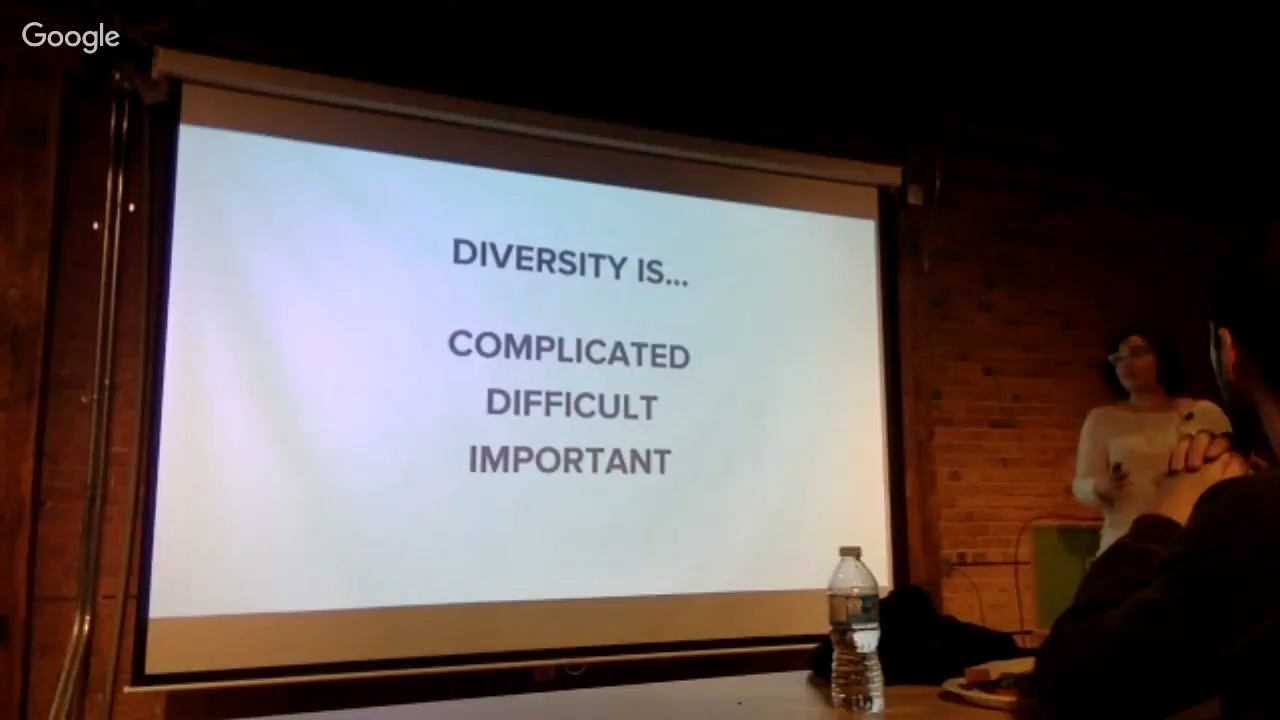 Google
DIVERSITY IS...
COMPLICATED
DIFFICULT
IMPORTANT